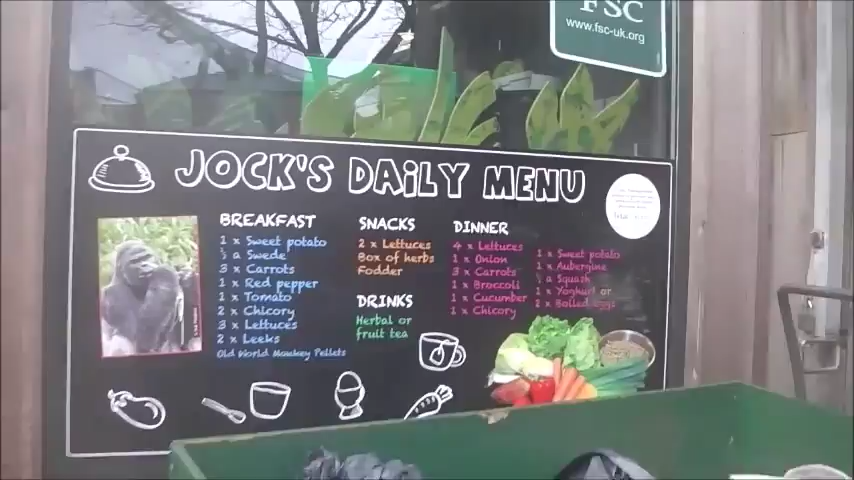 FSC
www.fsc-uk.org
JOCK'S DAILY MENU
BREAKFAST
1 x Sweet potato
½ a Swede
3 x Carrots
1 x Red pepper
1 x Tomato
2 x Chicory
3 x Lettuces
2 x Leeks
Old World Monkey Pellets
SNACKS
2 x Lettuces
Box of herbs
Fodder
DRINKS
Herbal or
fruit tea
DINNER
4 x Lettuces
1 x Onion
3 x Carrots
1 x Broccoli
1 x Cucumber
1 x Chicory
1 x Sweet potato
1 x Aubergine
½ a Squash
1 x Yoghurt or
2 x Boiled eggs